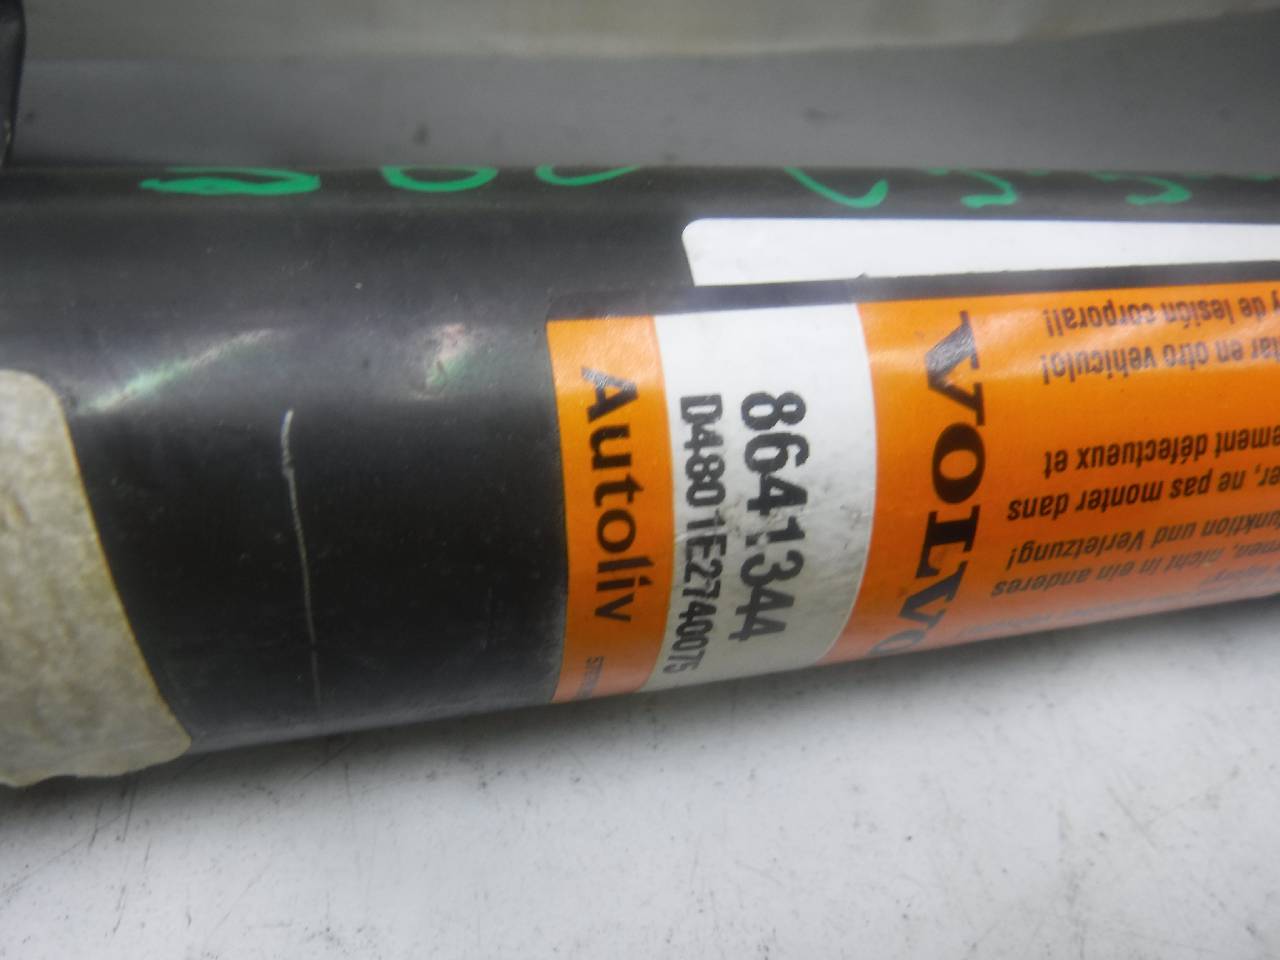 Autoliv
8641344
D4801E2740075
VOLVO
y de lesión corporal!
lar en otro vehículo!
ement défectueux et
er, ne pas monter dans
unktion und Verletzung!
men, nicht in ein anderes